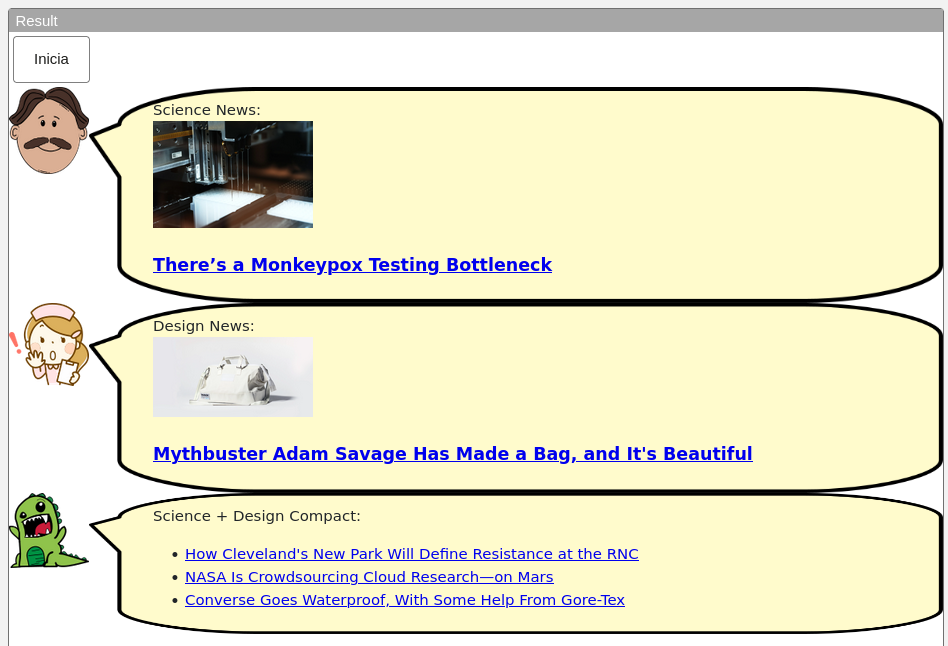 Result
Inicia
Science News:
There’s a Monkeypox Testing Bottleneck
Design News:
Mythbuster Adam Savage Has Made a Bag, and It's Beautiful
Science + Design Compact:
• How Cleveland's New Park Will Define Resistance at the RNC
• NASA Is Crowdsourcing Cloud Research—on Mars
• Converse Goes Waterproof, With Some Help From Gore-Tex